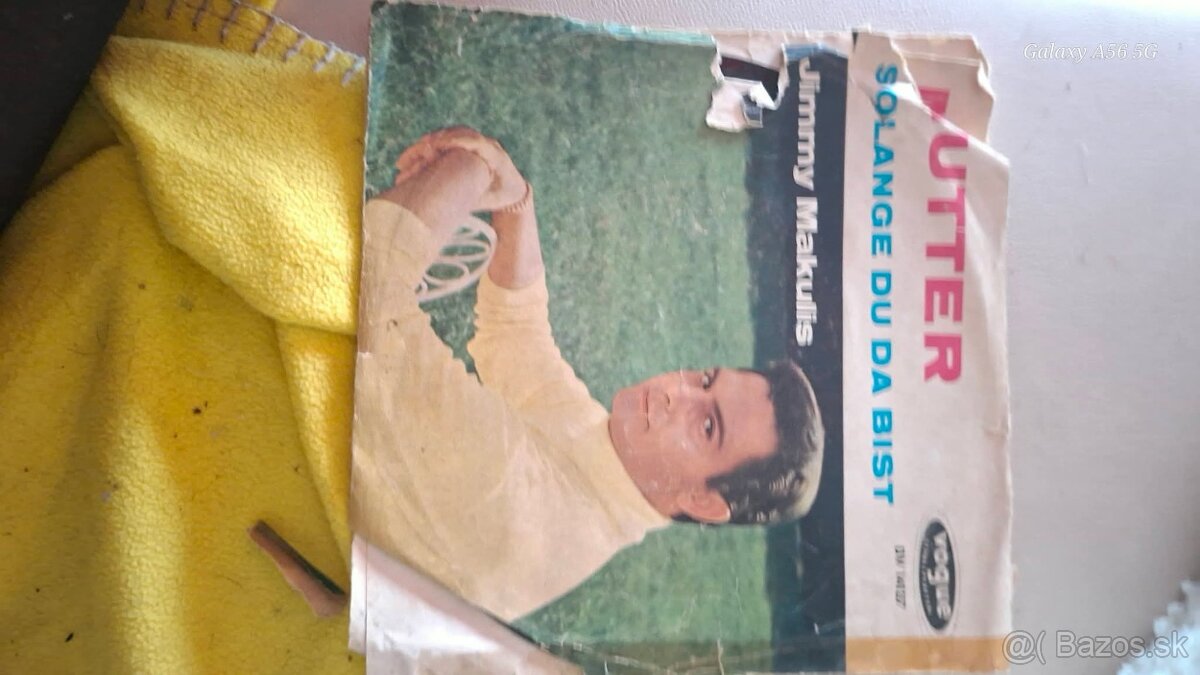 MUTTER
SOLANGE DU DA BIST
Jimmy Makulis
vogue
Galaxy A56 5G
@( Bazos.sk